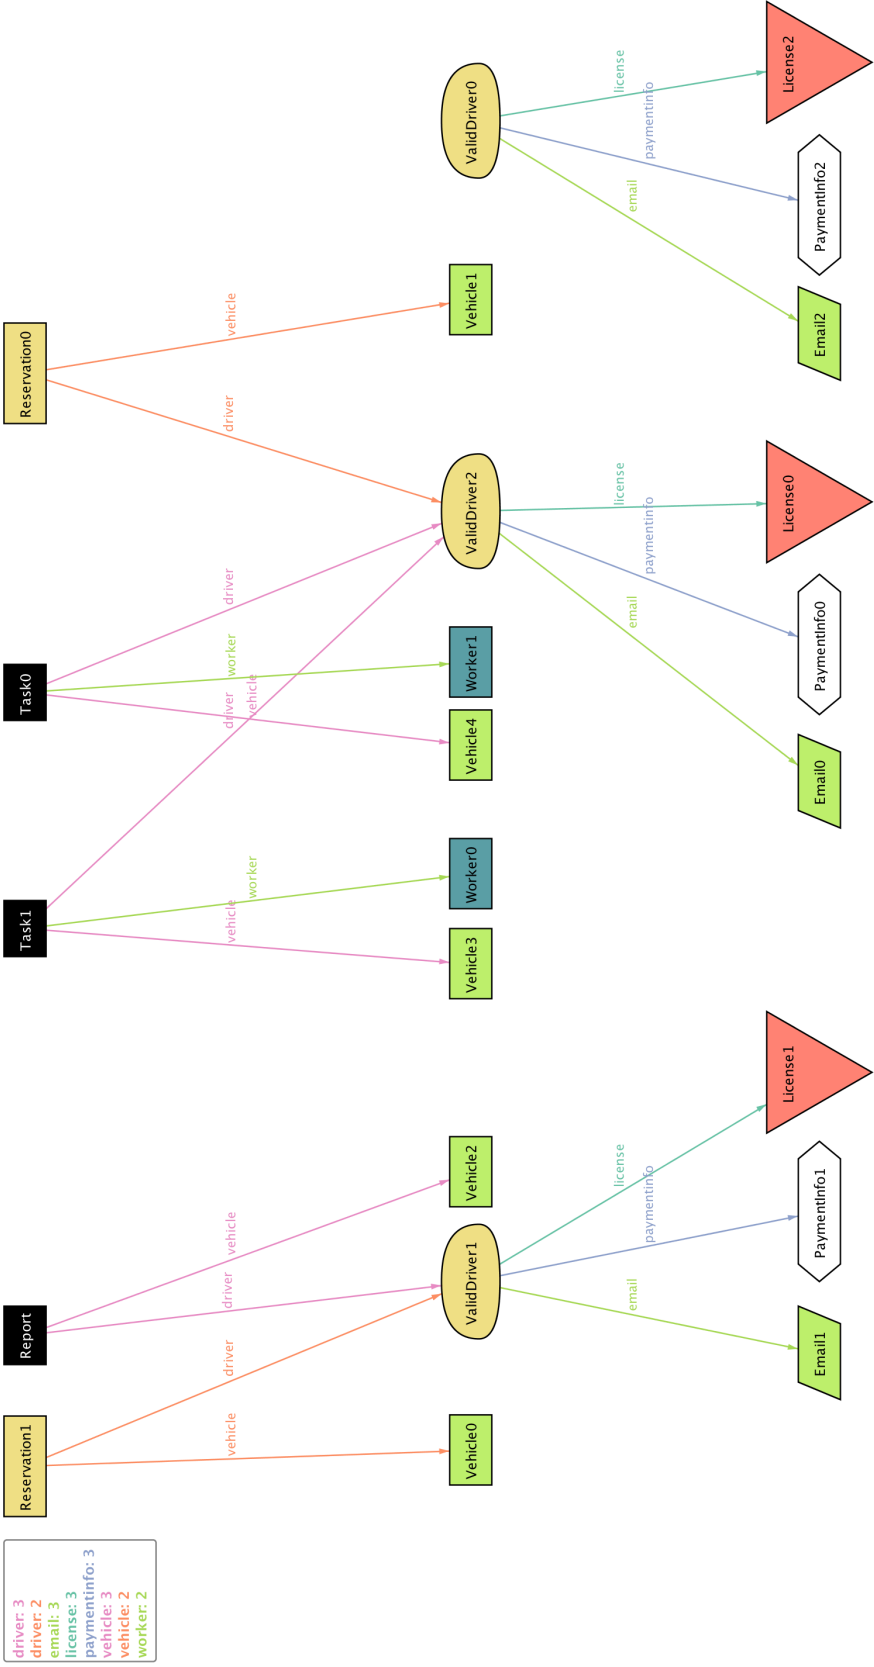 driver: 3
driver: 2
email: 3
license: 3
paymentinfo: 3
vehicle: 3
vehicle: 2
worker: 2
Reservation1
Report
Task1
Task0
Reservation0
vehicle
driver
driver
vehicle
vehicle
worker
driver
vehicle
worker
driver
driver
vehicle
Vehicle0
ValidDriver1
Vehicle2
Vehicle3
Worker0
Vehicle4
Worker1
ValidDriver2
Vehicle1
ValidDriver0
email
paymentinfo
license
email
paymentinfo
license
email
paymentinfo
license
Email1
PaymentInfo1
License1
Email0
PaymentInfo0
License0
Email2
PaymentInfo2
License2